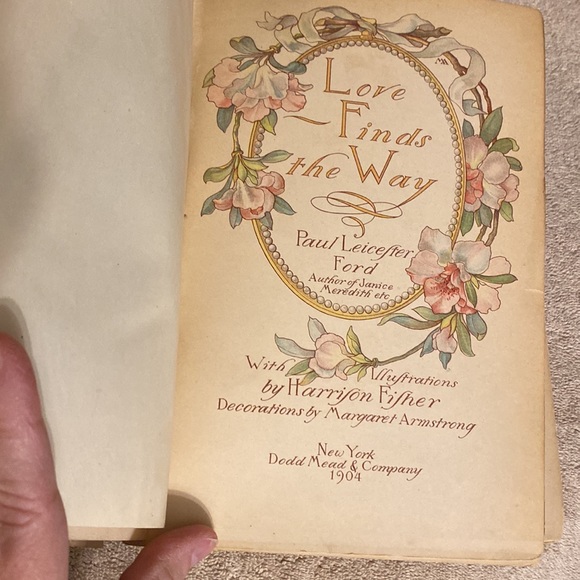 Love
Finds
the Way
Paul Leicester
Ford
Author of Janice
Meredith etc
With Illustrations
by Harrison Fisher
Decorations by Margaret Armstrong
New York
Dodd Mead & Company
1904